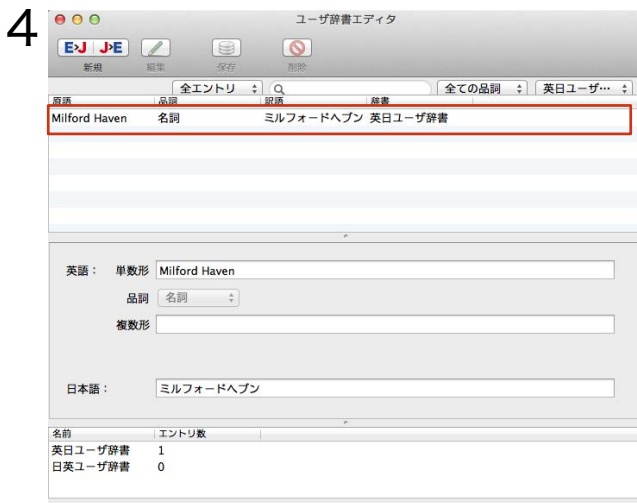 4
ユーザ辞書エディタ
E›J J›E
新規 編集 保存 削除
全エントリ 全ての品詞 英日ユーザ…
原語 品詞 訳語 辞書
Milford Haven 名詞 ミルフォードヘブン 英日ユーザ辞書
英語： 単数形 Milford Haven
品詞 名詞
複数形
日本語： ミルフォードヘブン
名前 エントリ数
英日ユーザ辞書 1
日英ユーザ辞書 0